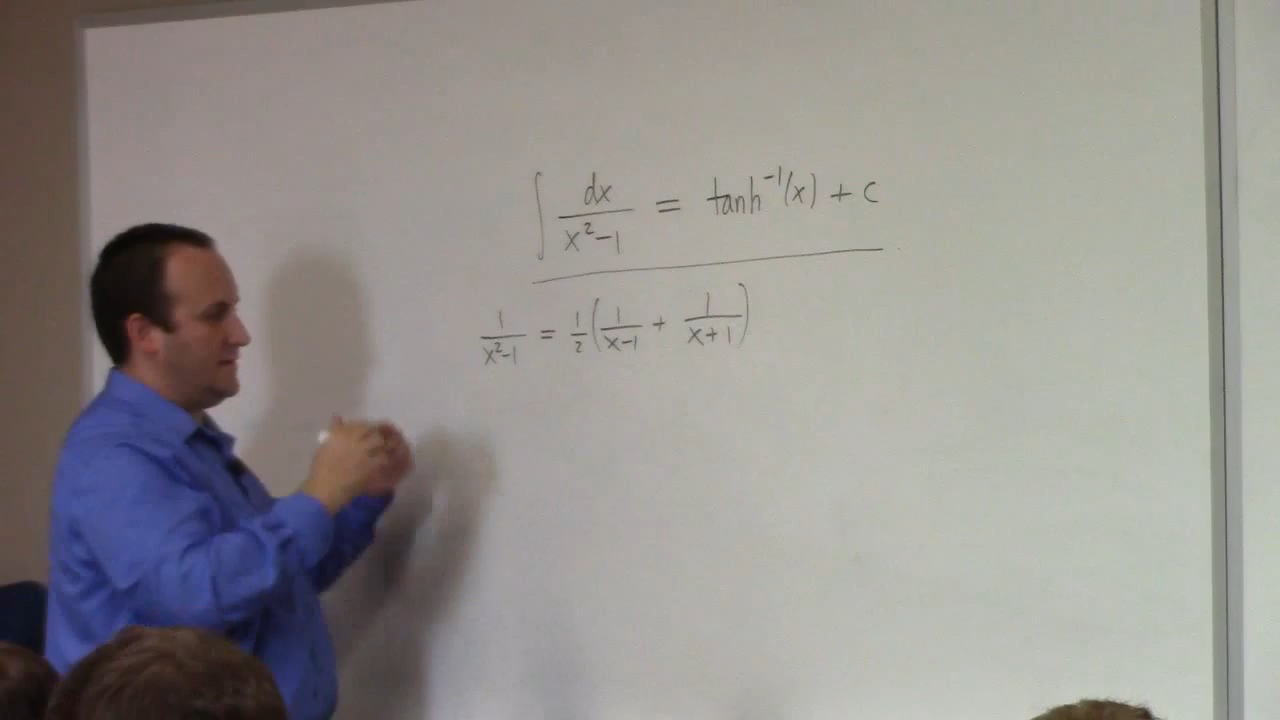 ∫ dx/(x²-1) = tanh⁻¹(x) + c
1/(x²-1) = 1/2 (1/(x-1) + 1/(x+1))